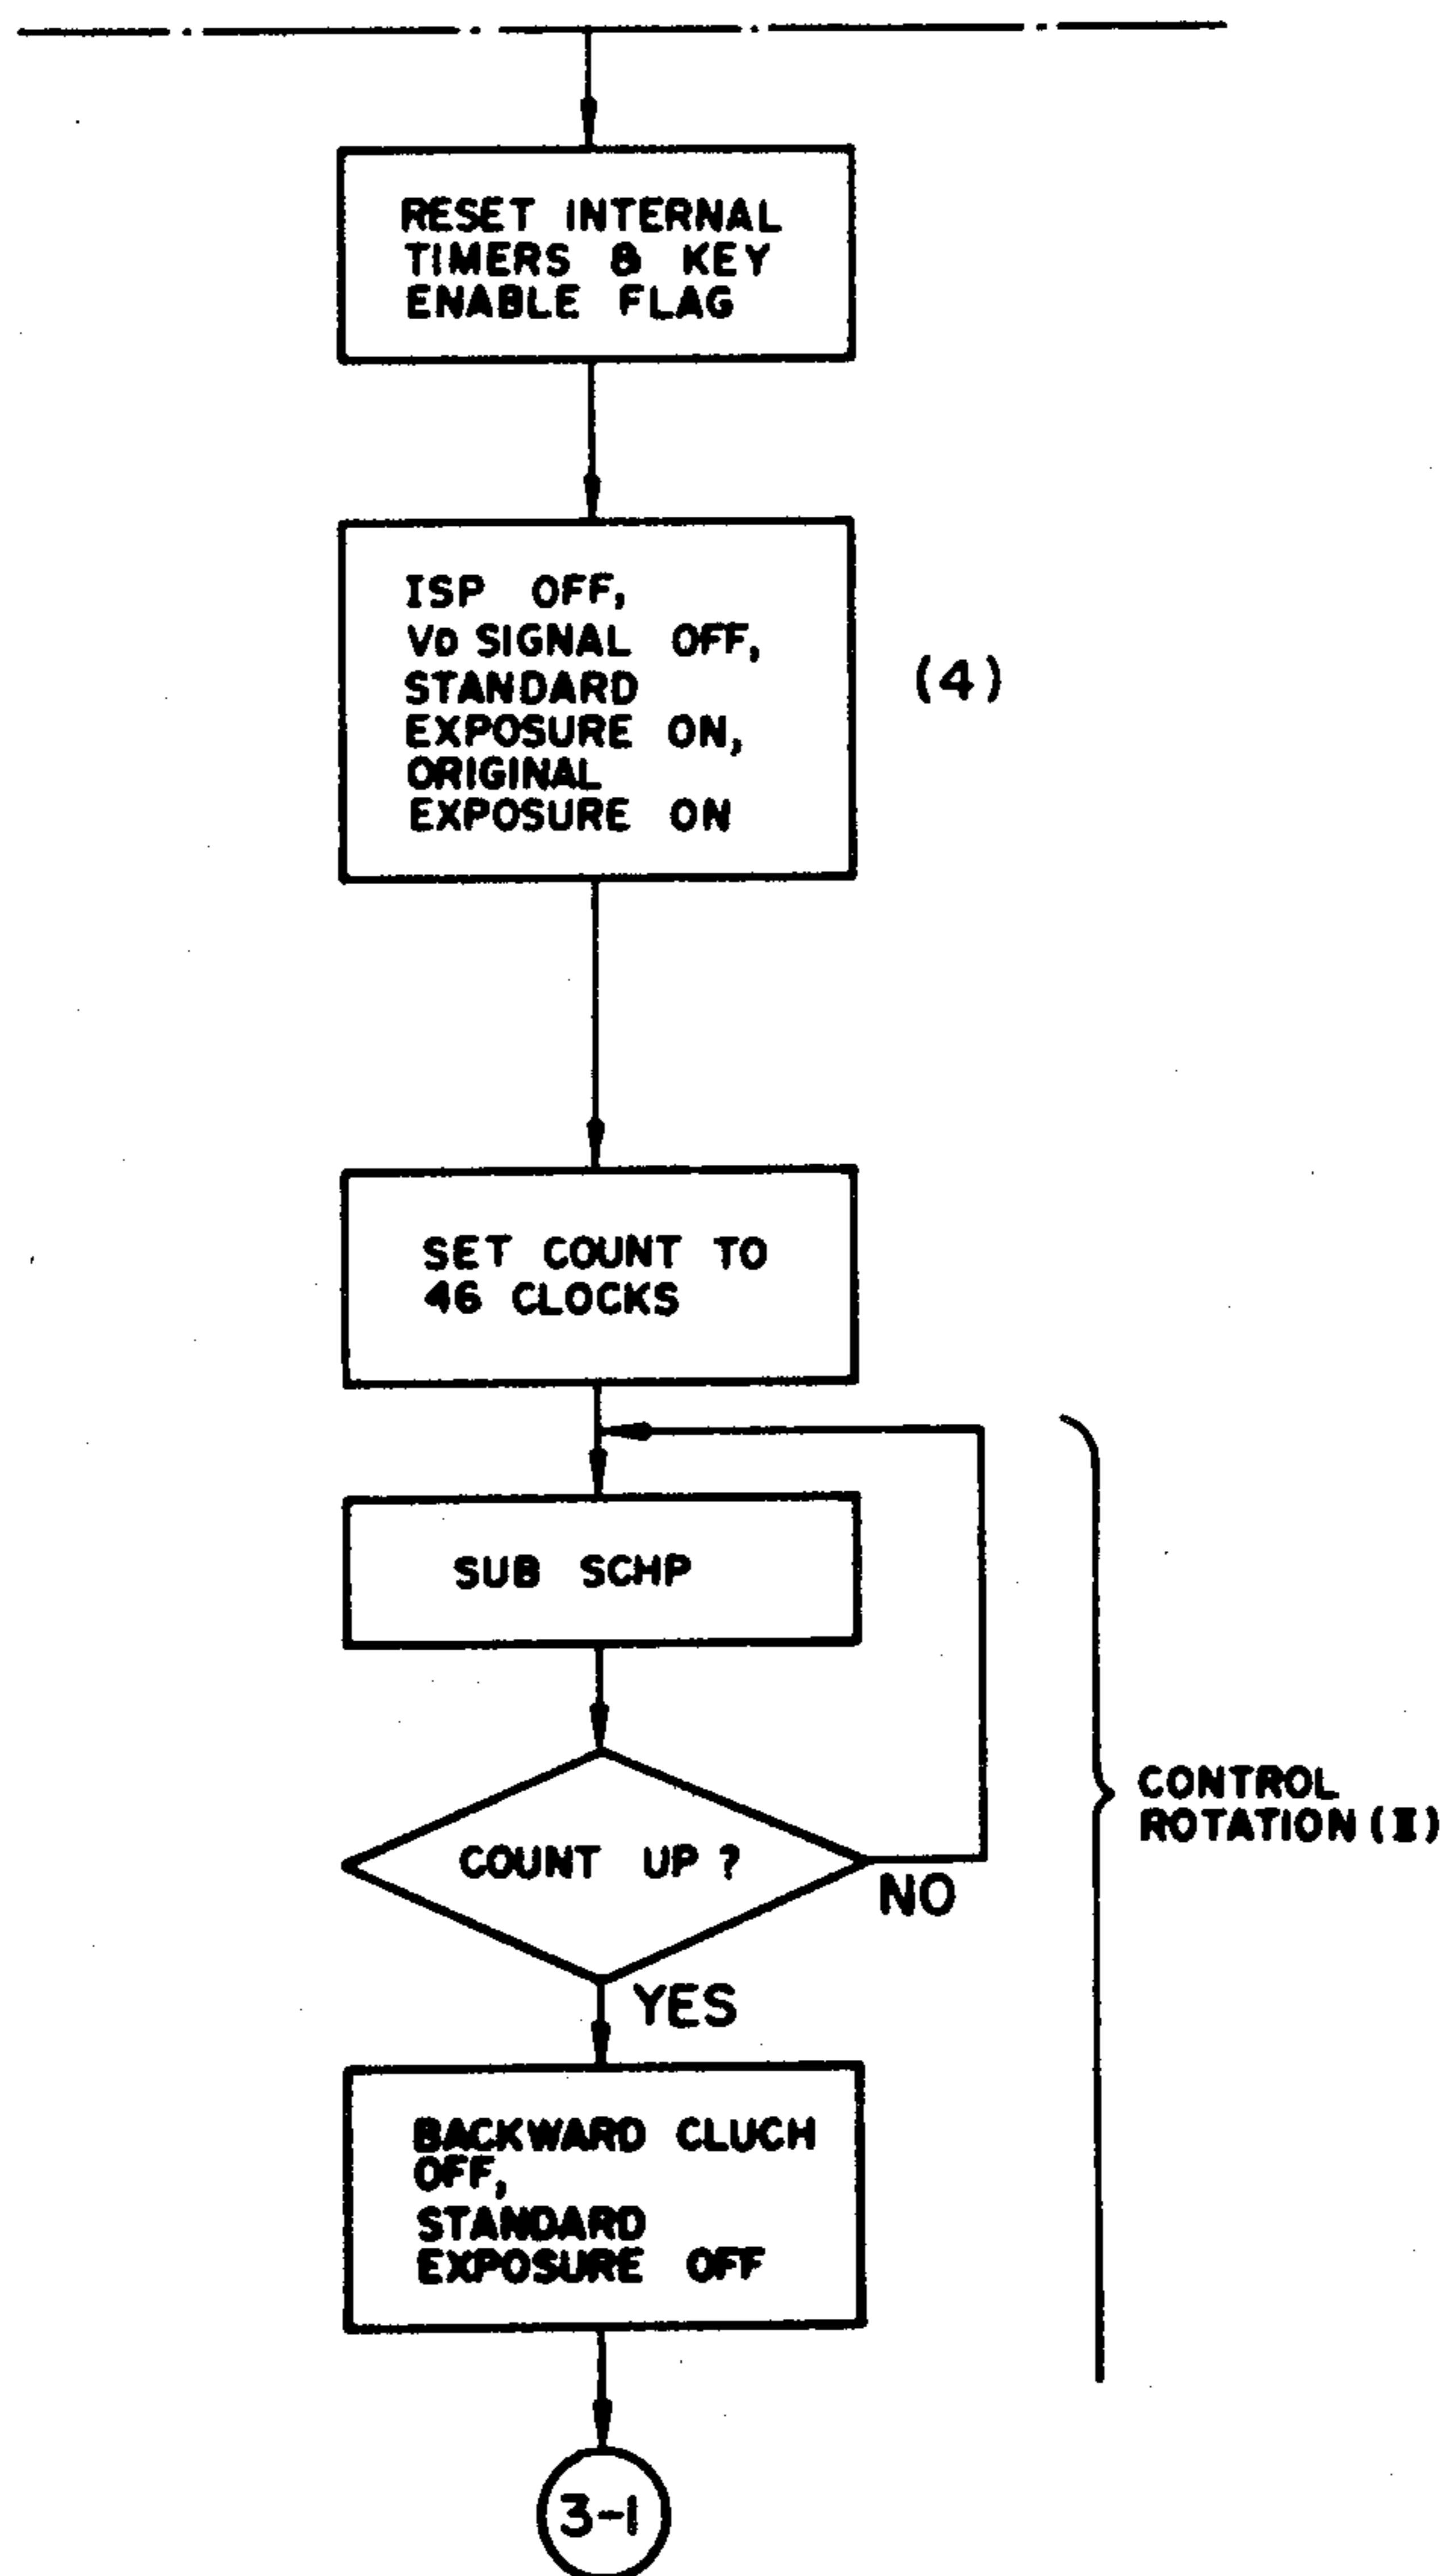 RESET INTERNAL
TIMERS & KEY
ENABLE FLAG
ISP OFF,
VD SIGNAL OFF,
STANDARD
EXPOSURE ON,
ORIGINAL
EXPOSURE ON
(4)
SET COUNT TO
46 CLOCKS
SUB SCHP
COUNT UP ?
NO
YES
CONTROL
ROTATION (II)
BACKWARD CLUCH
OFF,
STANDARD
EXPOSURE OFF
3-1